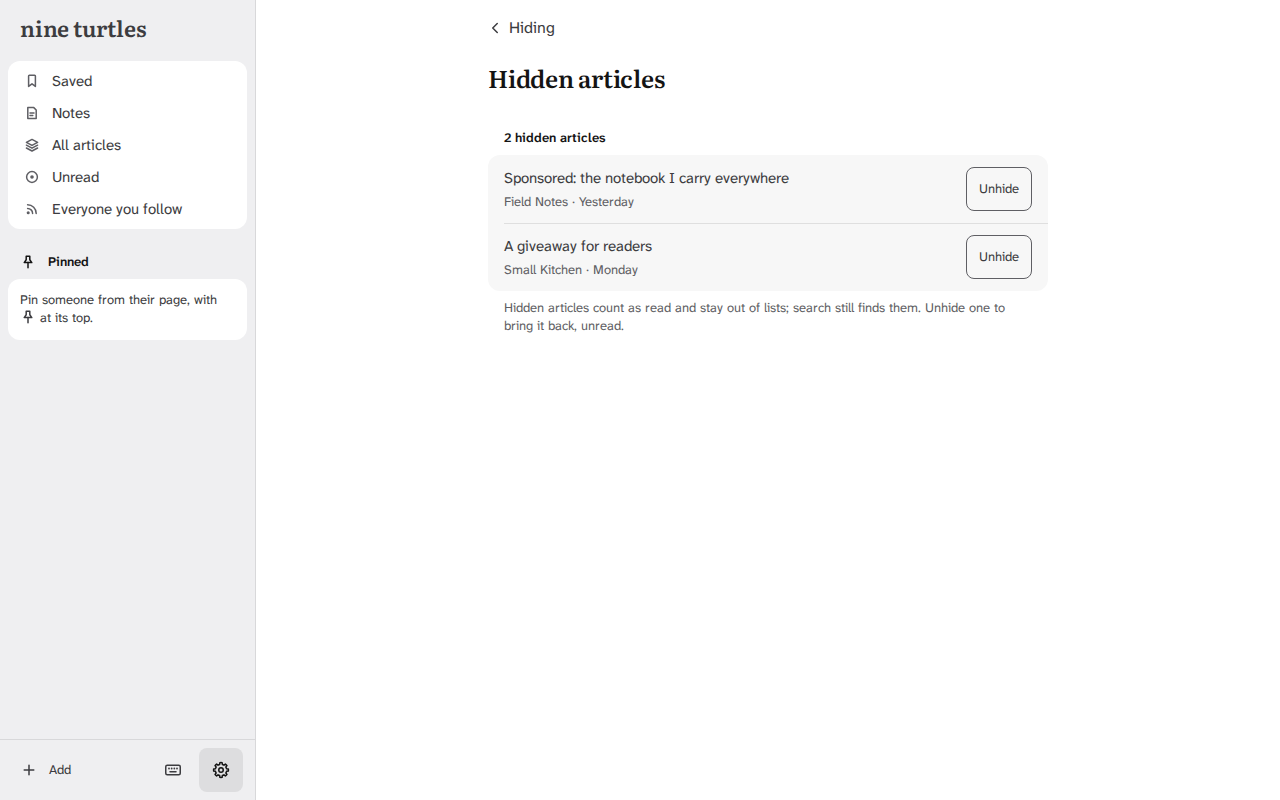 nine turtles
Saved
Notes
All articles
Unread
Everyone you follow
Pinned
Pin someone from their page, with
at its top.
Add
Hiding
Hidden articles
2 hidden articles
Sponsored: the notebook I carry everywhere
Field Notes · Yesterday
Unhide
A giveaway for readers
Small Kitchen · Monday
Unhide
Hidden articles count as read and stay out of lists; search still finds them. Unhide one to
bring it back, unread.